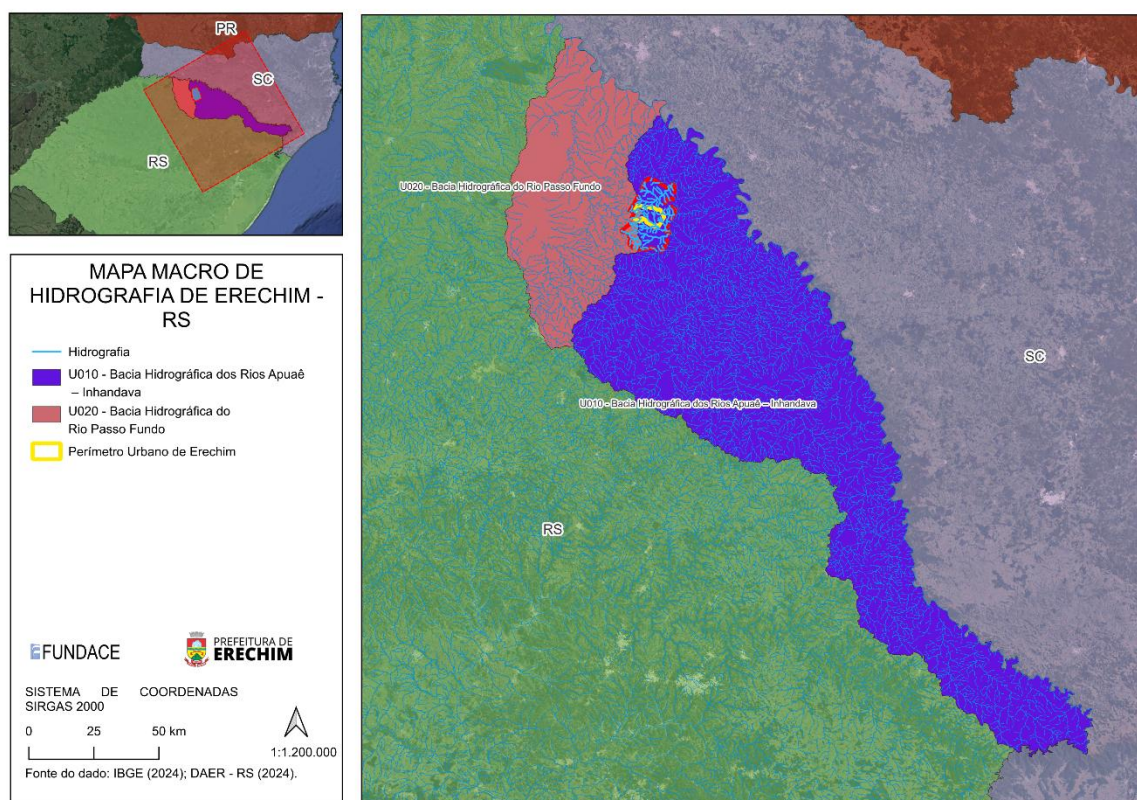 PR
SC
RS
MAPA MACRO DE
HIDROGRAFIA DE ERECHIM -
RS
Hidrografia
U010 - Bacia Hidrográfica dos Rios Apuaê
– Inhandava
U020 - Bacia Hidrográfica do
Rio Passo Fundo
Perímetro Urbano de Erechim
FUNDACE
PREFEITURA DE
ERECHIM
SISTEMA DE COORDENADAS
SIRGAS 2000
0 25 50 km
1:1.200.000
Fonte do dado: IBGE (2024); DAER - RS (2024).
U020 - Bacia Hidrográfica do Rio Passo Fundo
SC
U010 - Bacia Hidrográfica dos Rios Apuaê – Inhandava
RS